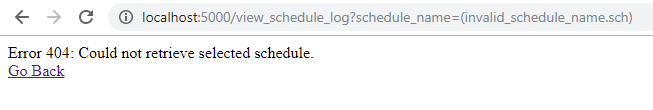 localhost:5000/view_schedule_log?schedule_name=(invalid_schedule_name.sch)
Error 404: Could not retrieve selected schedule.
Go Back